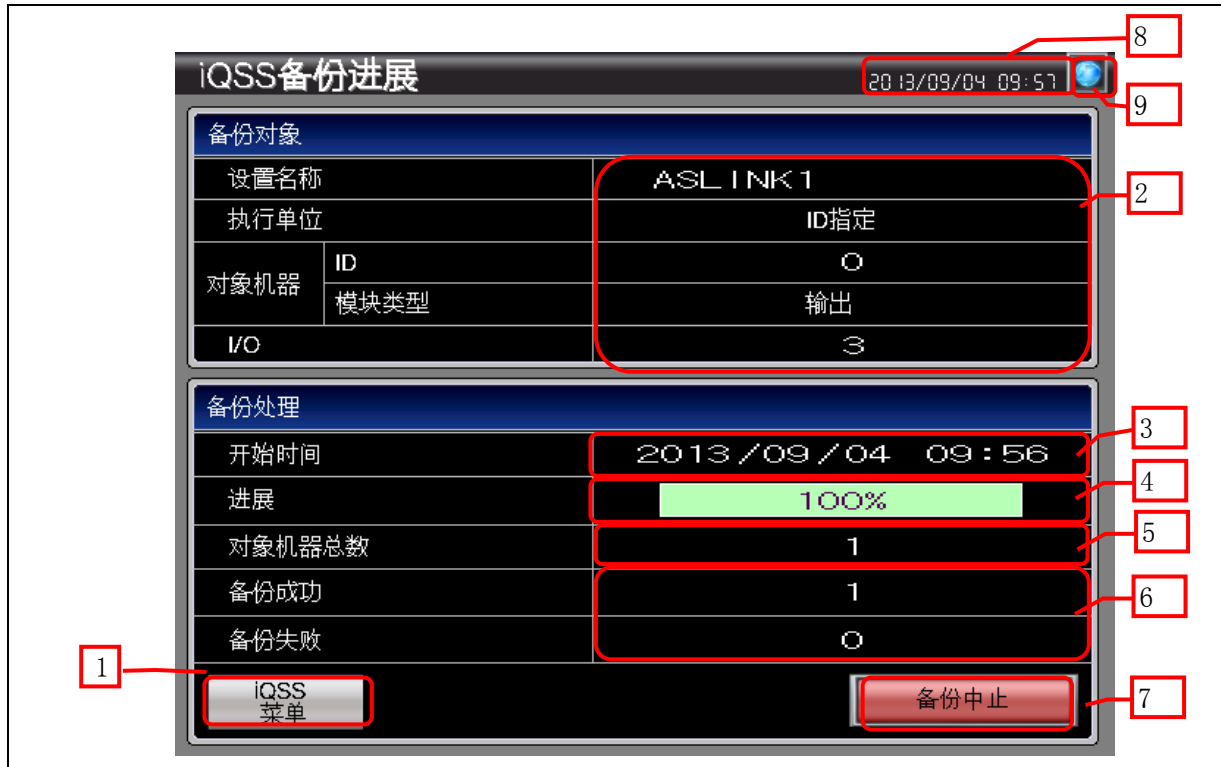 8
iQSS备份进展
2013/09/04 09:57
9
备份对象
设置名称 ASLINK1
2
执行单位 ID指定
对象机器 ID 0
模块类型 输出
I/O 3
备份处理
开始时间 2013/09/04 09:56
3
进展 100%
4
对象机器总数 1
5
备份成功 1
6
备份失败 0
1
iQSS
菜单
备份中止
7